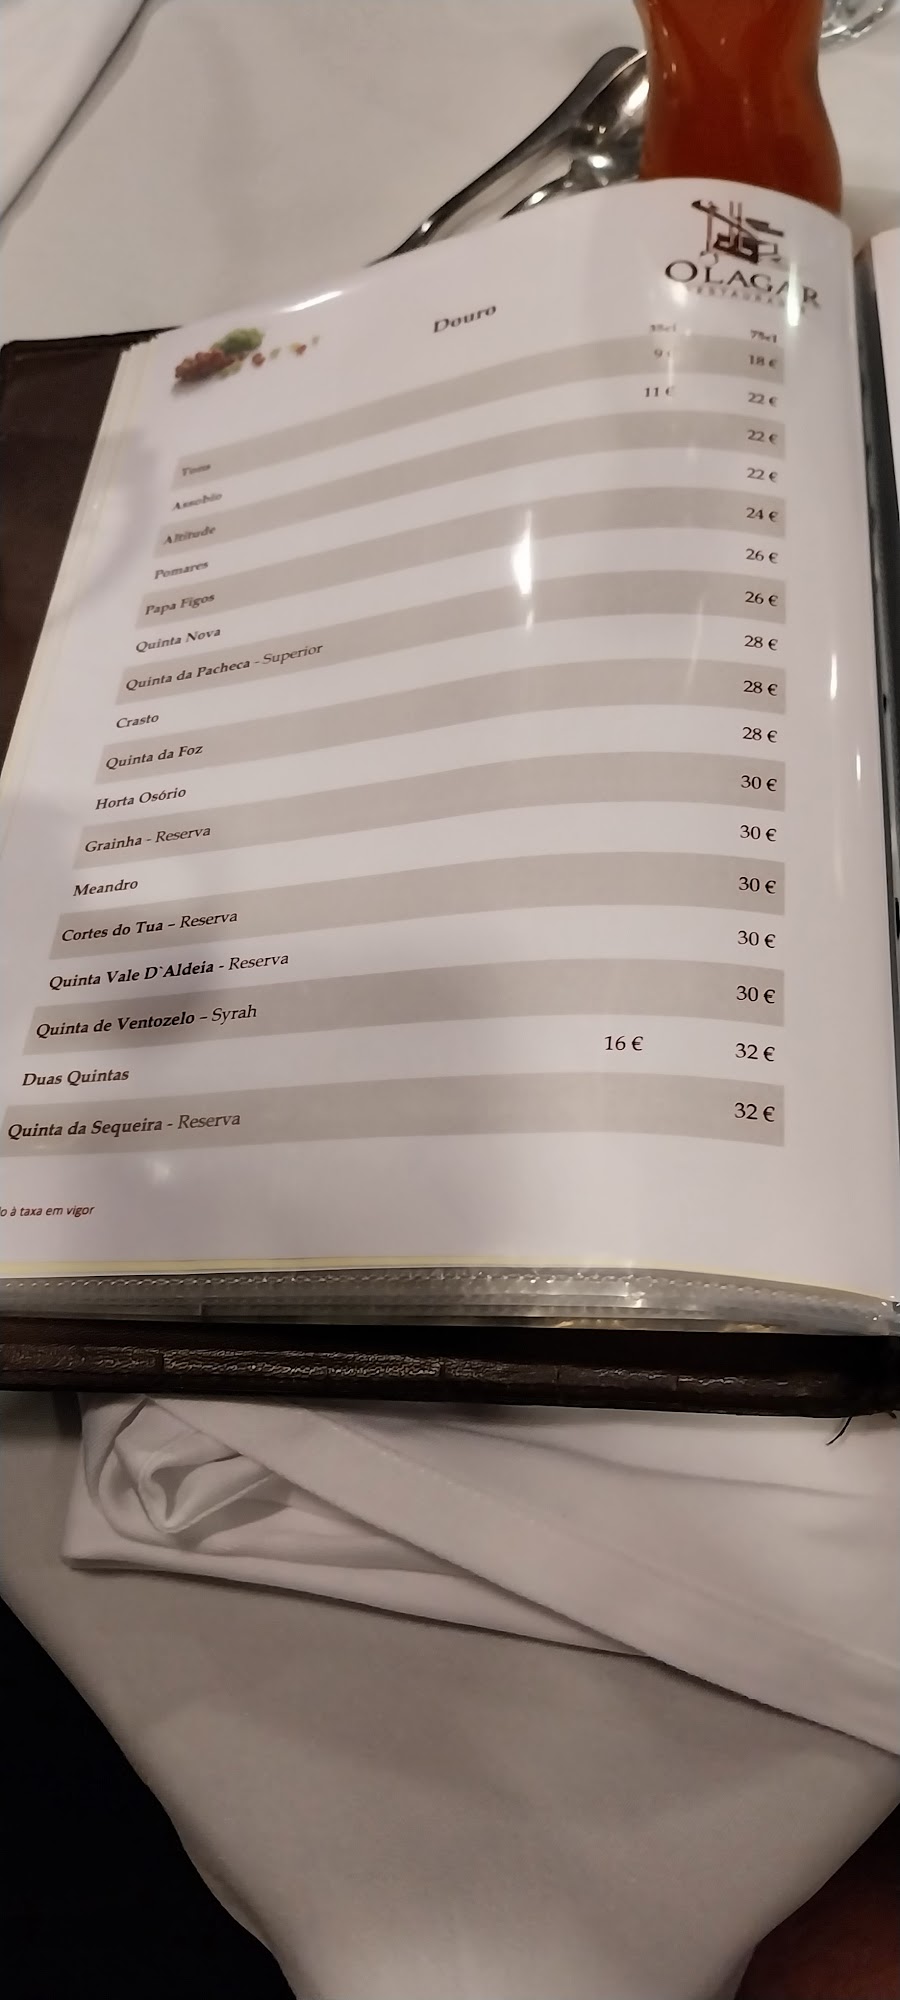 OLAGAR
Douro
75cl
Tons 18 €
Assobio 11 € 22 €
Altitude 22 €
Pomares 22 €
Papa Figos 24 €
Quinta Nova 26 €
Quinta da Pacheca - Superior 26 €
Crasto 28 €
Quinta da Foz 28 €
Horta Osório 28 €
Grainha - Reserva 30 €
Meandro 30 €
Cortes do Tua – Reserva 30 €
Quinta Vale D`Aldeia - Reserva 30 €
Quinta de Ventozelo – Syrah 30 €
Duas Quintas 16 € 32 €
Quinta da Sequeira - Reserva 32 €
o à taxa em vigor